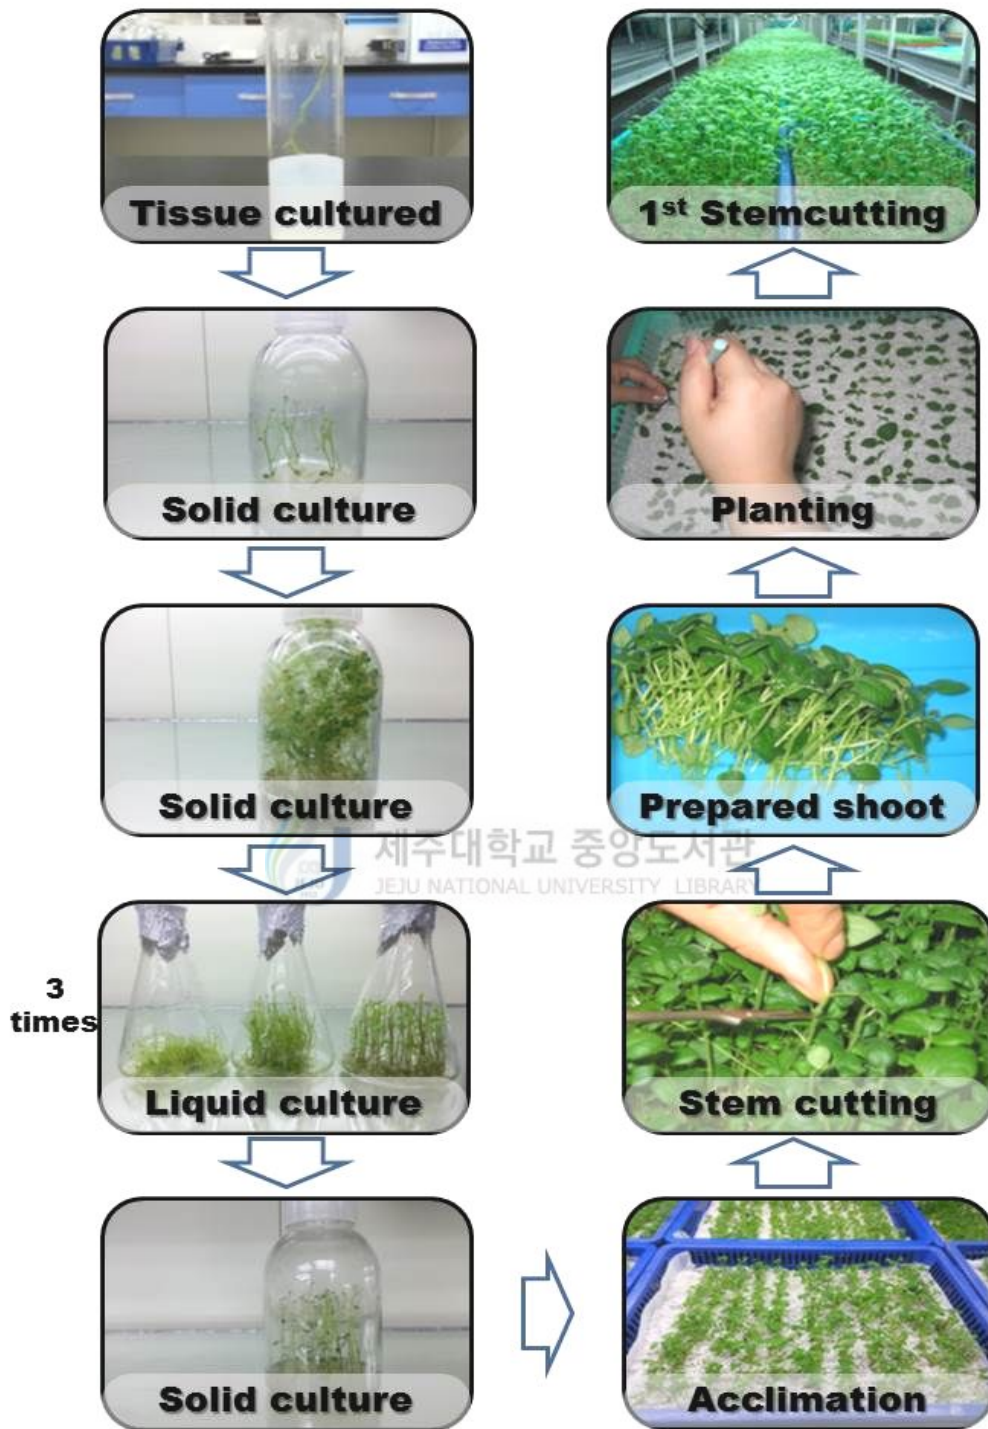 Tissue cultured
Solid culture
Solid culture
3
times
Liquid culture
Solid culture
Acclimation
Stem cutting
Prepared shoot
Planting
1st Stemcutting
제주대학교 중앙도서관
JEJU NATIONAL UNIVERSITY LIBRARY